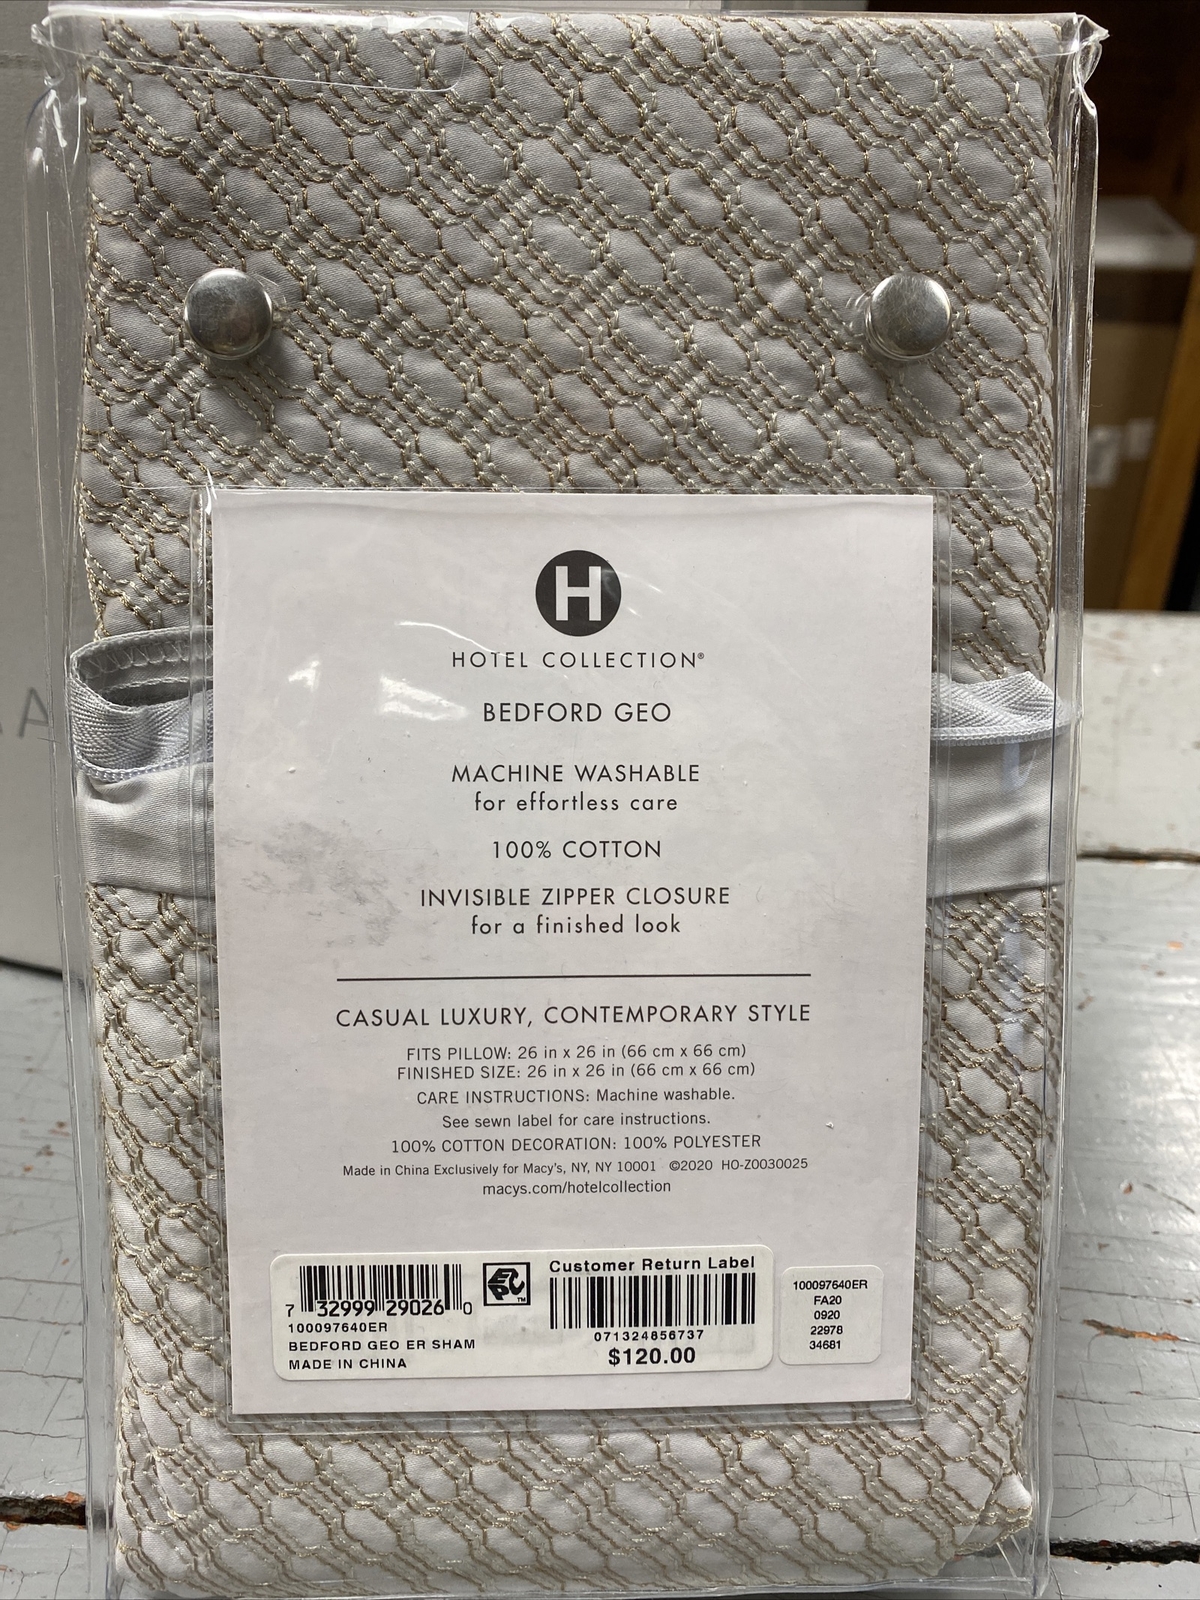 H
HOTEL COLLECTION®
BEDFORD GEO
MACHINE WASHABLE
for effortless care
100% COTTON
INVISIBLE ZIPPER CLOSURE
for a finished look
CASUAL LUXURY, CONTEMPORARY STYLE
FITS PILLOW: 26 in x 26 in (66 cm x 66 cm)
FINISHED SIZE: 26 in x 26 in (66 cm x 66 cm)
CARE INSTRUCTIONS: Machine washable.
See sewn label for care instructions.
100% COTTON DECORATION: 100% POLYESTER
Made in China Exclusively for Macy's, NY, NY 10001 ©2020 HO-Z0030025
macys.com/hotelcollection
7 32999 29026 0
100097640ER
BEDFORD GEO ER SHAM
MADE IN CHINA
EPC™
Customer Return Label
071324856737
$120.00
100097640ER
FA20
0920
22978
34681